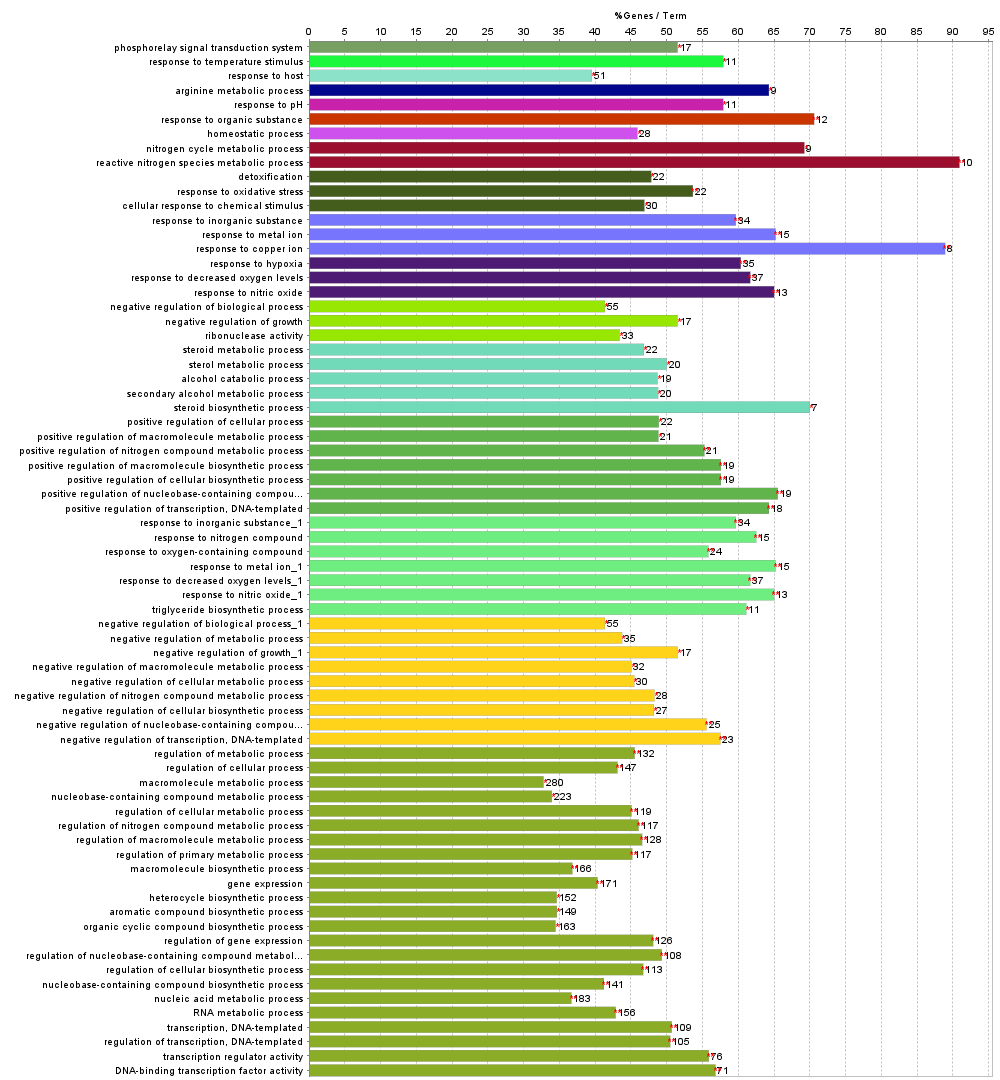 %Genes / Term
0 5 10 15 20 25 30 35 40 45 50 55 60 65 70 75 80 85 90 95
phosphorelay signal transduction system *17
response to temperature stimulus *11
response to host *51
arginine metabolic process *9
response to pH *11
response to organic substance *12
homeostatic process 28
nitrogen cycle metabolic process 9
reactive nitrogen species metabolic process **10
detoxification *22
response to oxidative stress **22
cellular response to chemical stimulus *30
response to inorganic substance **34
response to metal ion **15
response to copper ion *8
response to hypoxia **35
response to decreased oxygen levels **37
response to nitric oxide **13
negative regulation of biological process *55
negative regulation of growth *17
ribonuclease activity *33
steroid metabolic process *22
sterol metabolic process *20
alcohol catabolic process *19
secondary alcohol metabolic process *20
steroid biosynthetic process 7
positive regulation of cellular process *22
positive regulation of macromolecule metabolic process *21
positive regulation of nitrogen compound metabolic process **21
positive regulation of macromolecule biosynthetic process **19
positive regulation of cellular biosynthetic process **19
positive regulation of nucleobase-containing compou... **19
positive regulation of transcription, DNA-templated **18
response to inorganic substance_1 **34
response to nitrogen compound **15
response to oxygen-containing compound **24
response to metal ion_1 **15
response to decreased oxygen levels_1 **37
response to nitric oxide_1 **13
triglyceride biosynthetic process *11
negative regulation of biological process_1 *55
negative regulation of metabolic process *35
negative regulation of growth_1 *17
negative regulation of macromolecule metabolic process *32
negative regulation of cellular metabolic process *30
negative regulation of nitrogen compound metabolic process *28
negative regulation of cellular biosynthetic process *27
negative regulation of nucleobase-containing compou... **25
negative regulation of transcription, DNA-templated **23
regulation of metabolic process **132
regulation of cellular process **147
macromolecule metabolic process *280
nucleobase-containing compound metabolic process *223
regulation of cellular metabolic process **119
regulation of nitrogen compound metabolic process **117
regulation of macromolecule metabolic process **128
regulation of primary metabolic process **117
macromolecule biosynthetic process *166
gene expression **171
heterocycle biosynthetic process *152
aromatic compound biosynthetic process *149
organic cyclic compound biosynthetic process *163
regulation of gene expression **126
regulation of nucleobase-containing compound metabol... **108
regulation of cellular biosynthetic process **113
nucleobase-containing compound biosynthetic process **141
nucleic acid metabolic process **183
RNA metabolic process **156
transcription, DNA-templated **109
regulation of transcription, DNA-templated **105
transcription regulator activity **76
DNA-binding transcription factor activity **71